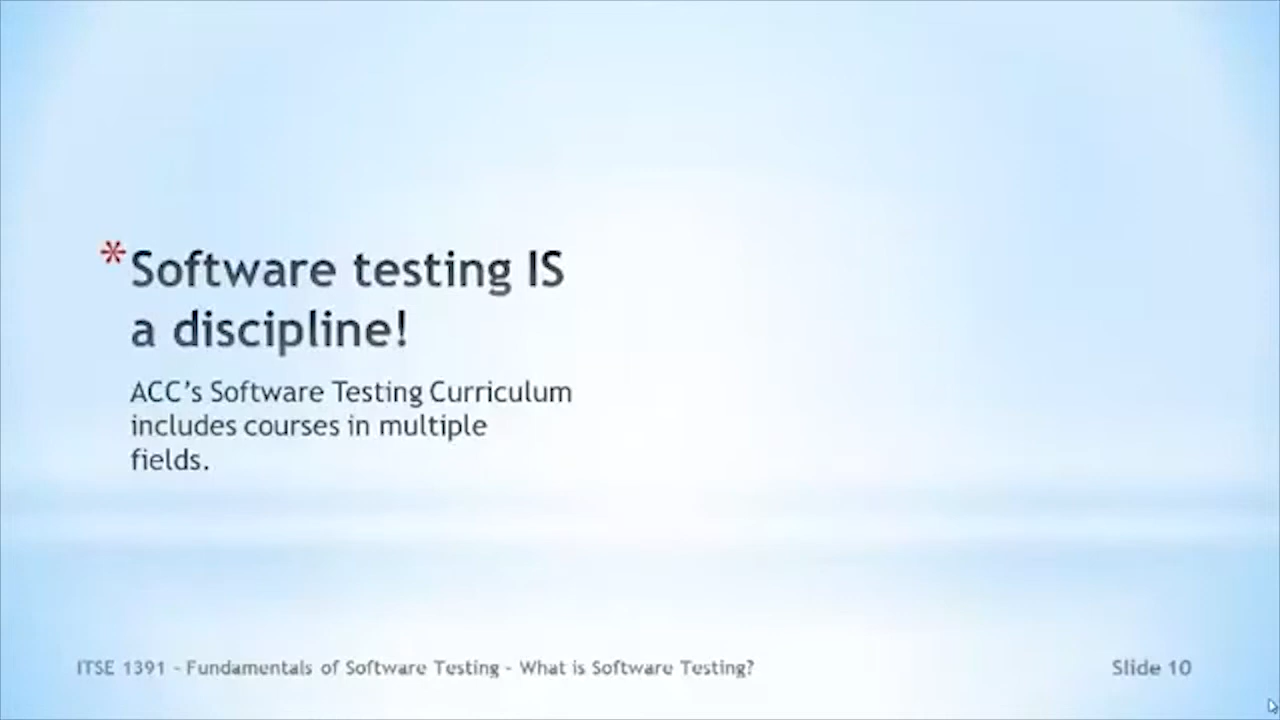 * Software testing IS
a discipline!
ACC's Software Testing Curriculum
includes courses in multiple
fields.
ITSE 1391 - Fundamentals of Software Testing - What is Software Testing?
Slide 10